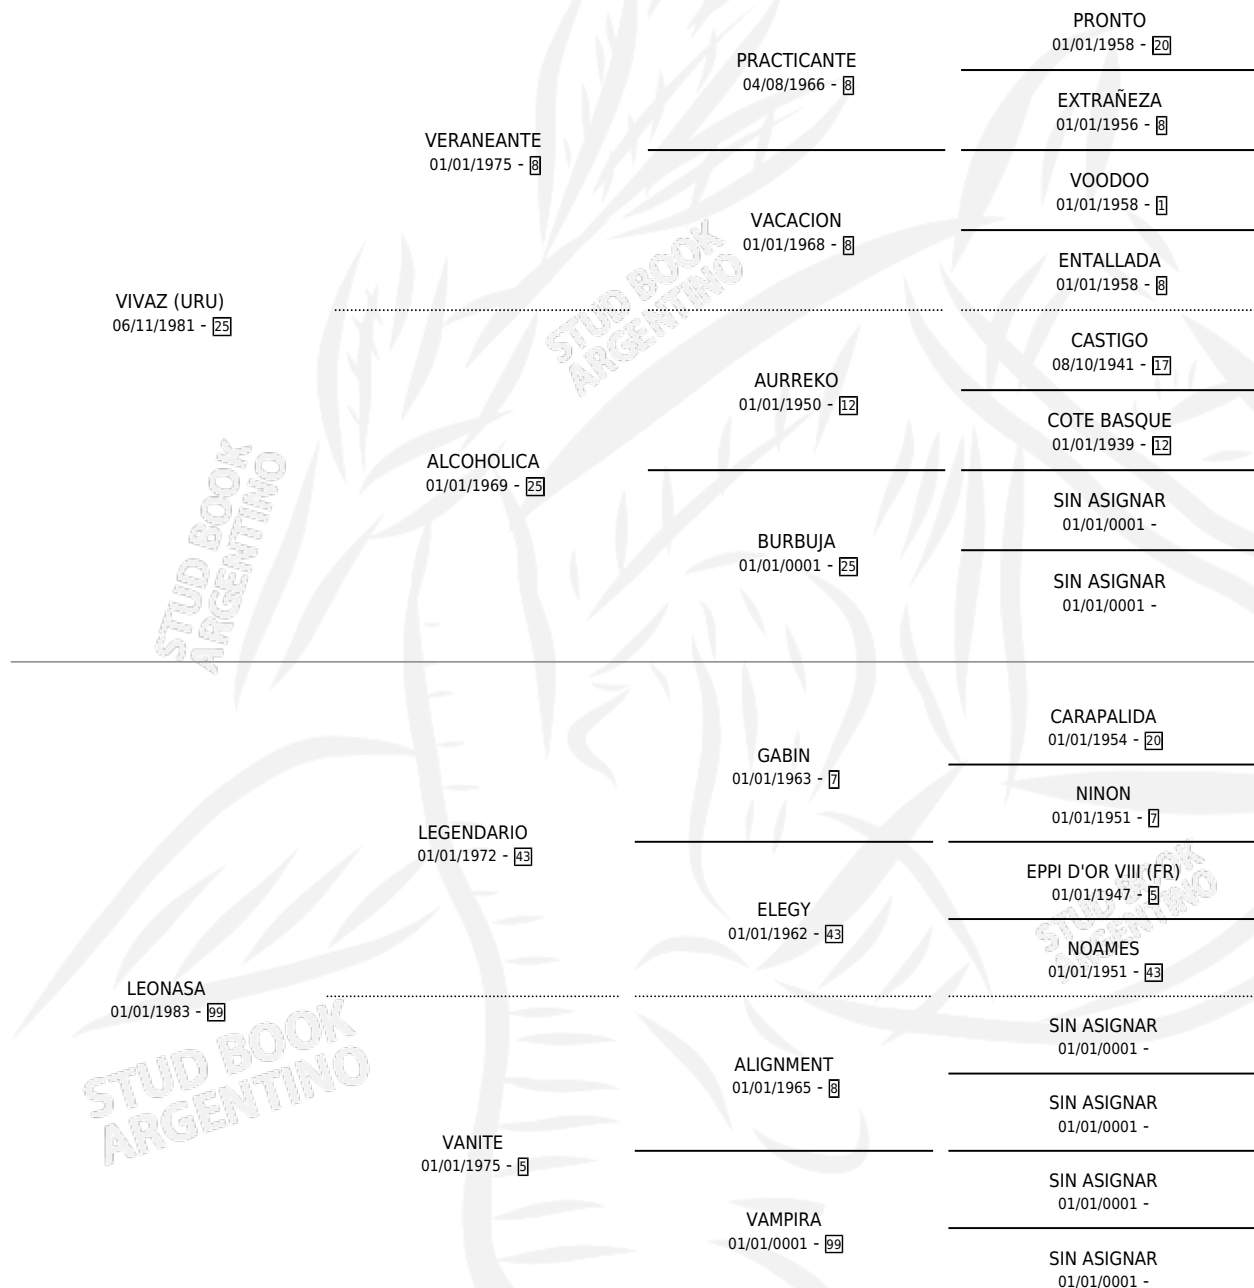 PRONTO
01/01/1958 - 20
PRACTICANTE
04/08/1966 - 8
EXTRAÑEZA
01/01/1956 - 8
VERANEANTE
01/01/1975 - 8
VOODOO
01/01/1958 - 1
VACACION
01/01/1968 - 8
ENTALLADA
01/01/1958 - 8
VIVAZ (URU)
06/11/1981 - 25
CASTIGO
08/10/1941 - 17
AURREKO
01/01/1950 - 12
COTE BASQUE
01/01/1939 - 12
ALCOHOLICA
01/01/1969 - 25
SIN ASIGNAR
01/01/0001 -
BURBUJA
01/01/0001 - 25
SIN ASIGNAR
01/01/0001 -
CARAPALIDA
01/01/1954 - 20
GABIN
01/01/1963 - 7
NINON
01/01/1951 - 7
LEGENDARIO
01/01/1972 - 43
EPPI D'OR VIII (FR)
01/01/1947 - 5
ELEGY
01/01/1962 - 43
NOAMES
01/01/1951 - 43
LEONASA
01/01/1983 - 99
SIN ASIGNAR
01/01/0001 -
ALIGNMENT
01/01/1965 - 8
SIN ASIGNAR
01/01/0001 -
VANITE
01/01/1975 - 5
SIN ASIGNAR
01/01/0001 -
VAMPIRA
01/01/0001 - 99
SIN ASIGNAR
01/01/0001 -
STUD BOOK
ARGENTINO
STUD BOOK
ARGENTINO
STUD BOOK
ARGENTINO
STUD BOOK
ARGENTINO